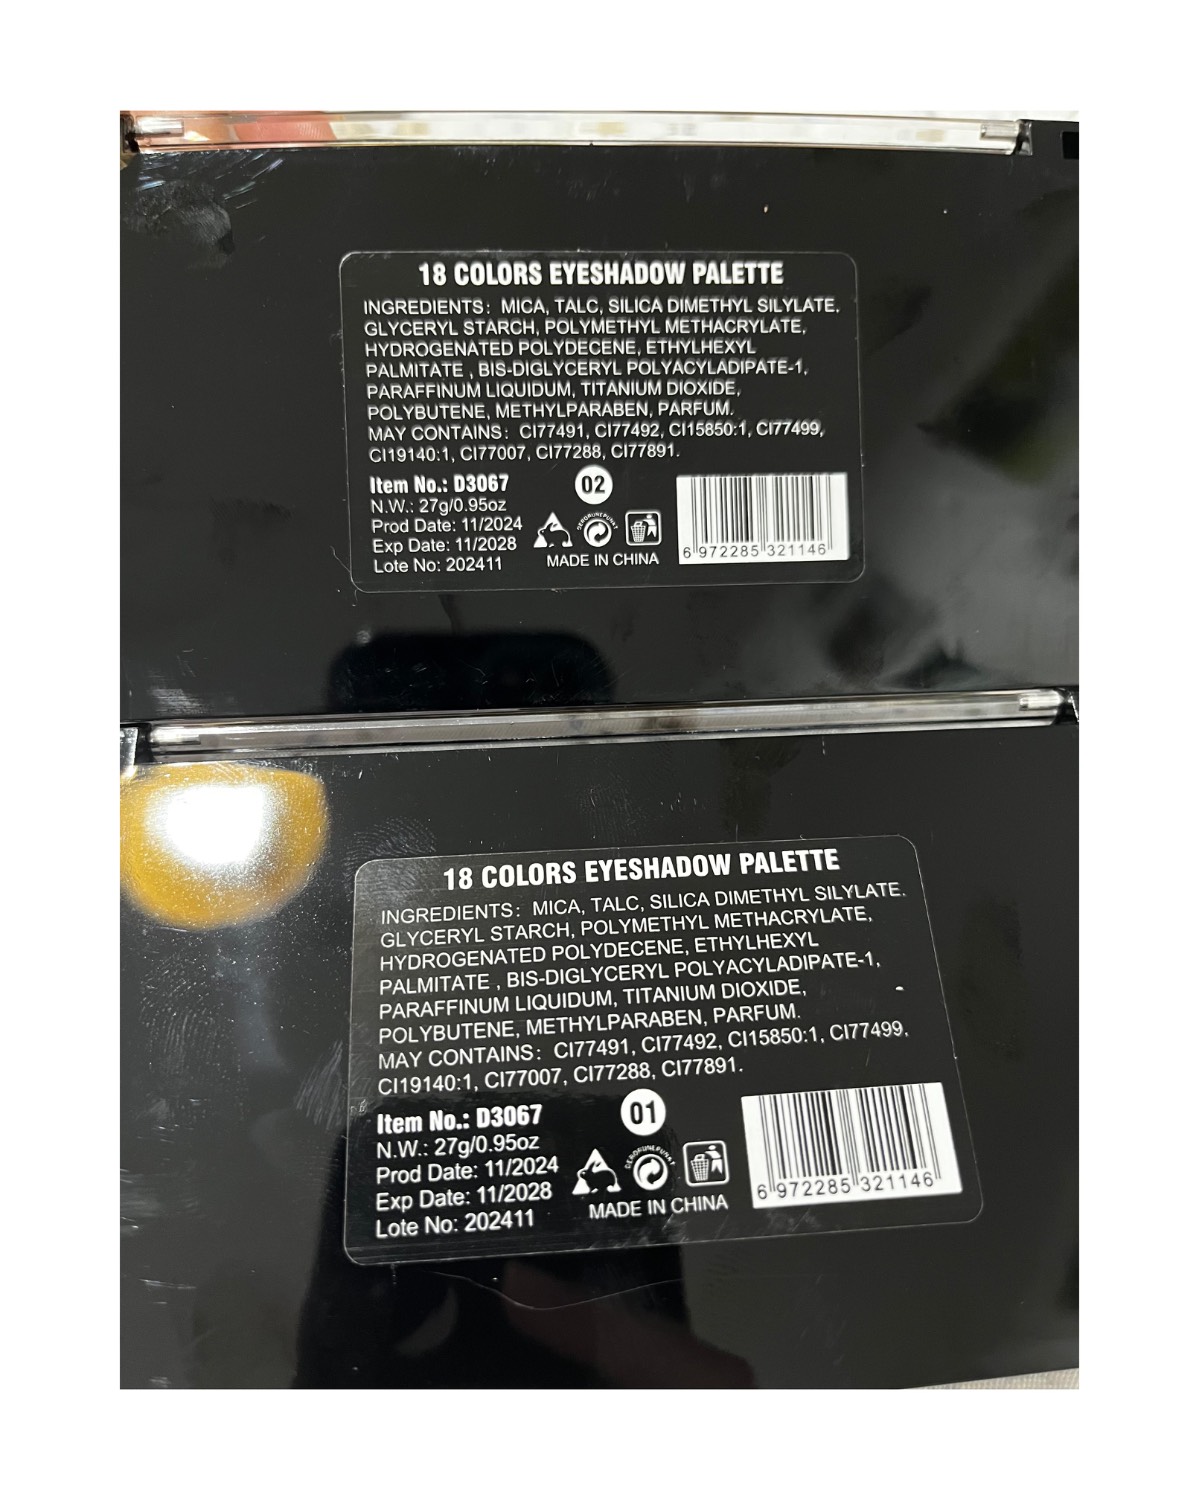 18 COLORS EYESHADOW PALETTE
INGREDIENTS: MICA, TALC, SILICA DIMETHYL SILYLATE.
GLYCERYL STARCH, POLYMETHYL METHACRYLATE,
HYDROGENATED POLYDECENE, ETHYLHEXYL
PALMITATE , BIS-DIGLYCERYL POLYACYLADIPATE-1,
PARAFFINUM LIQUIDUM, TITANIUM DIOXIDE,
POLYBUTENE, METHYLPARABEN, PARFUM.
MAY CONTAINS: CI77491, CI77492, CI15850:1, CI77499,
CI19140:1, CI77007, CI77288, CI77891.
Item No.: D3067
N.W.: 27g/0.95oz
Prod Date: 11/2024
Exp Date: 11/2028
Lote No: 202411
02
DERGRUNEPUNKT
MADE IN CHINA
6 972285 321146
18 COLORS EYESHADOW PALETTE
INGREDIENTS: MICA, TALC, SILICA DIMETHYL SILYLATE.
GLYCERYL STARCH, POLYMETHYL METHACRYLATE,
HYDROGENATED POLYDECENE, ETHYLHEXYL
PALMITATE , BIS-DIGLYCERYL POLYACYLADIPATE-1,
PARAFFINUM LIQUIDUM, TITANIUM DIOXIDE,
POLYBUTENE, METHYLPARABEN, PARFUM.
MAY CONTAINS: CI77491, CI77492, CI15850:1, CI77499,
CI19140:1, CI77007, CI77288, CI77891.
Item No.: D3067
N.W.: 27g/0.95oz
Prod Date: 11/2024
Exp Date: 11/2028
Lote No: 202411
01
DERGRUNEPUNKT
MADE IN CHINA
6 972285 321146